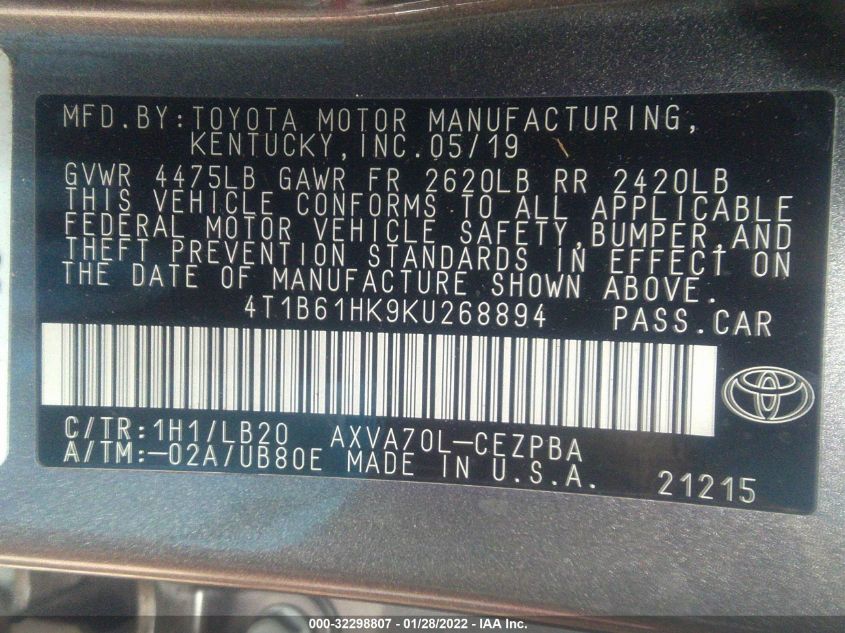 MFD.BY:TOYOTA MOTOR MANUFACTURING,
KENTUCKY,INC.05/19
GVWR 4475LB GAWR FR 2620LB RR 2420LB
THIS VEHICLE CONFORMS TO ALL APPLICABLE
FEDERAL MOTOR VEHICLE SAFETY,BUMPER,AND
THEFT PREVENTION STANDARDS IN EFFECT ON
THE DATE OF MANUFACTURE SHOWN ABOVE.
4T1B61HK9KU268894 PASS.CAR
C/TR:1H1/LB20 AXVA70L-CEZPBA
A/TM:-02A/UB80E MADE IN U.S.A. 21215
000-32298807 - 01/28/2022 - IAA Inc.